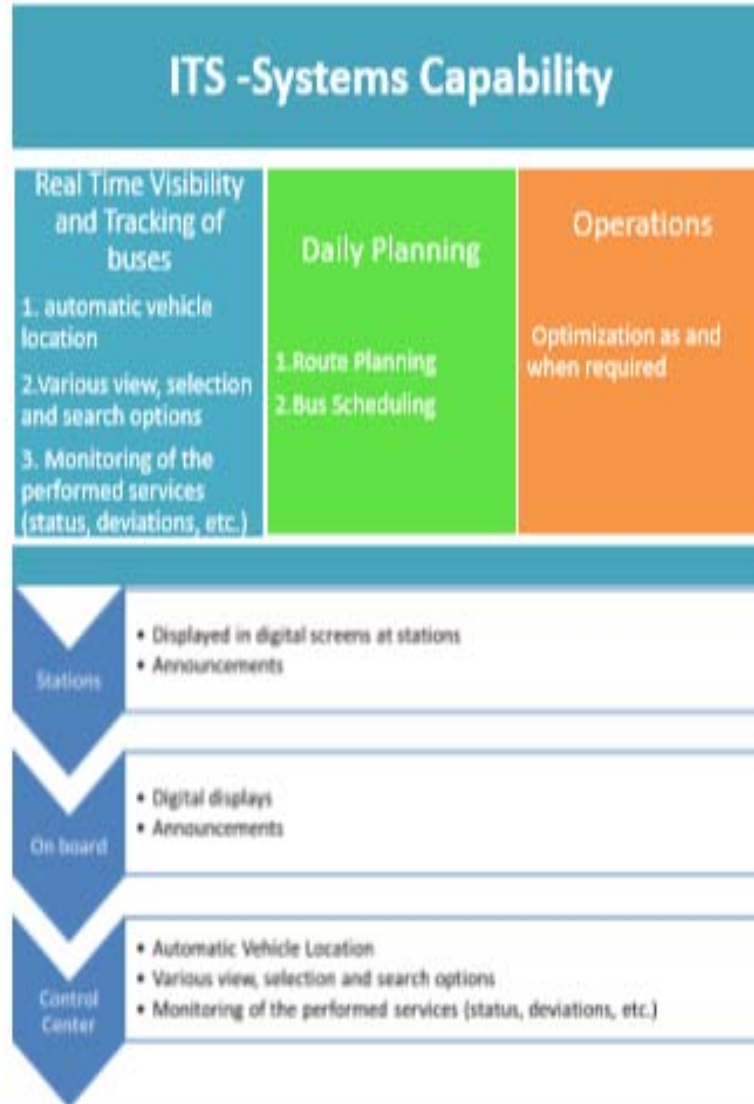 ITS -Systems Capability
Real Time Visibility
and Tracking of
buses
1. automatic vehicle
location
2.Various view, selection
and search options
3. Monitoring of the
performed services
(status, deviations, etc.)
Daily Planning
1.Route Planning
2.Bus Scheduling
Operations
Optimization as and
when required
Stations
• Displayed in digital screens at stations
• Announcements
On board
• Digital displays
• Announcements
Control
Center
• Automatic Vehicle Location
• Various view, selection and search options
• Monitoring of the performed services (status, deviations, etc.)